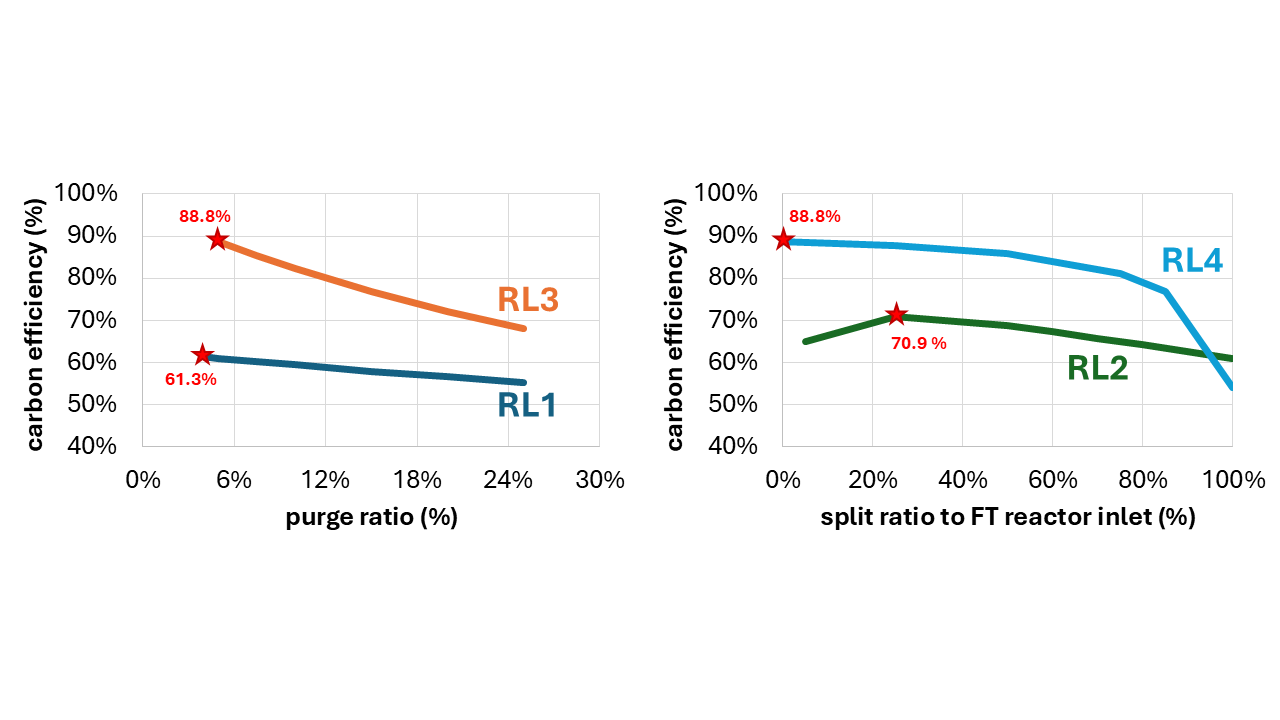 carbon efficiency (%)
100%
90%
80%
70%
60%
50%
40%
88.8%
61.3%
RL3
RL1
0% 6% 12% 18% 24% 30%
purge ratio (%)
carbon efficiency (%)
100%
90%
80%
70%
60%
50%
40%
88.8%
70.9 %
RL4
RL2
0% 20% 40% 60% 80% 100%
split ratio to FT reactor inlet (%)